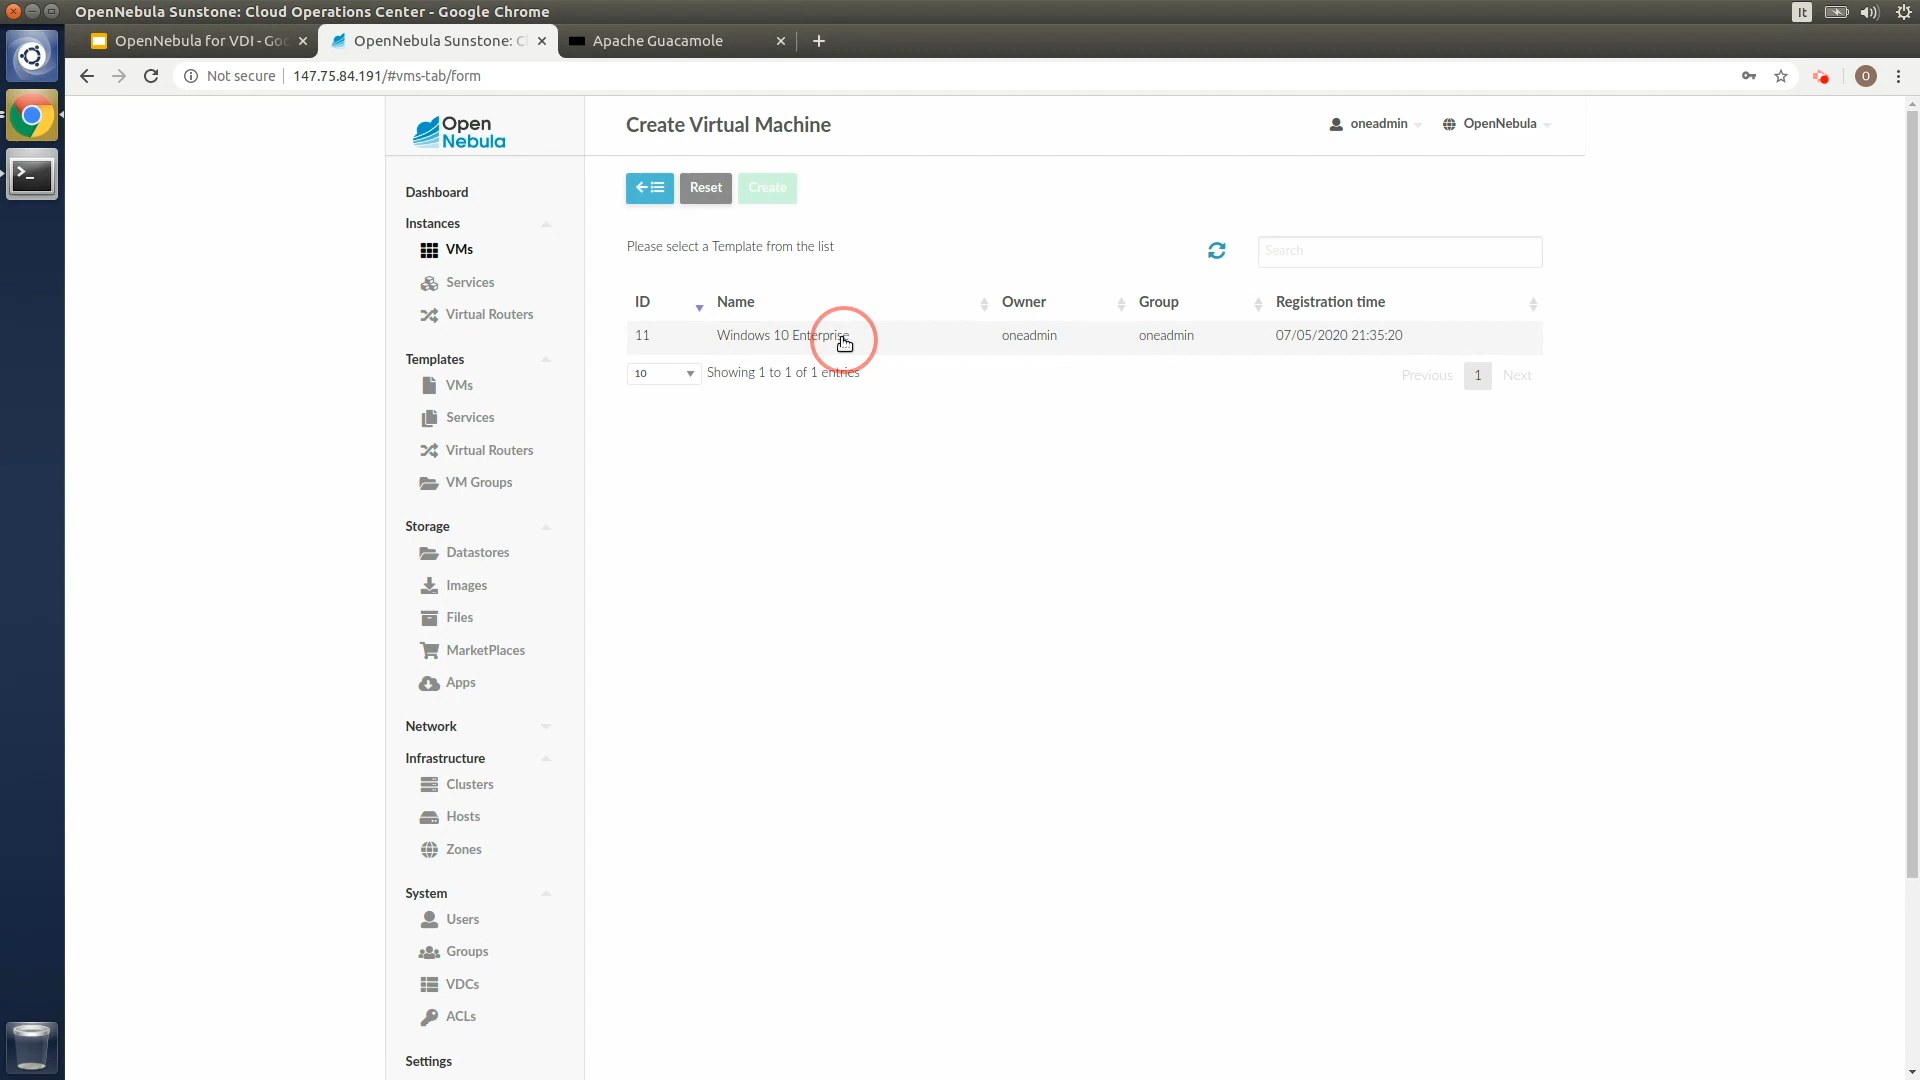 OpenNebula Sunstone: Cloud Operations Center - Google Chrome
lt
OpenNebula for VDI - Goo
OpenNebula Sunstone: Cl
Apache Guacamole
Not secure
147.75.84.191/#vms-tab/form
O
Open
Nebula
Create Virtual Machine
oneadmin
OpenNebula
Dashboard
Instances
VMs
Services
Virtual Routers
Templates
VMs
Services
Virtual Routers
VM Groups
Storage
Datastores
Images
Files
MarketPlaces
Apps
Network
Infrastructure
Clusters
Hosts
Zones
System
Users
Groups
VDCs
ACLs
Settings
Reset
Create
Please select a Template from the list
Search
ID Name Owner Group Registration time
11 Windows 10 Enterprise oneadmin oneadmin 07/05/2020 21:35:20
10 Showing 1 to 1 of 1 entries
Previous 1 Next